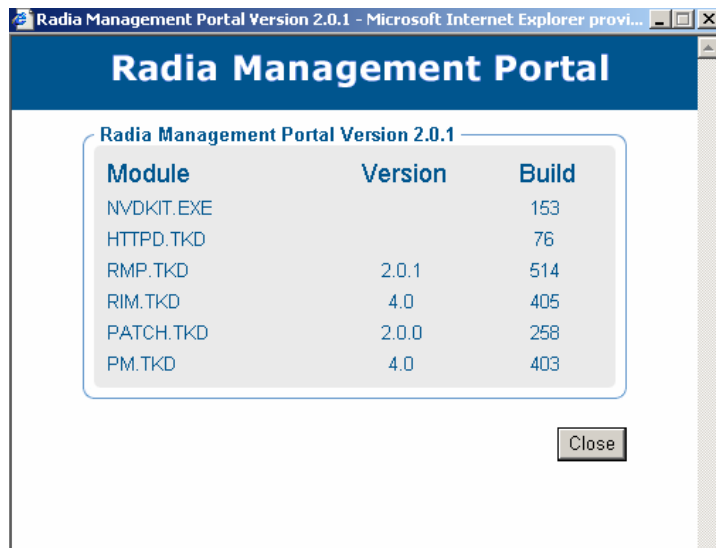 Radia Management Portal Version 2.0.1 - Microsoft Internet Explorer provi...
Radia Management Portal
Radia Management Portal Version 2.0.1
Module Version Build
NVDKIT.EXE 153
HTTPD.TKD 76
RMP.TKD 2.0.1 514
RIM.TKD 4.0 405
PATCH.TKD 2.0.0 258
PM.TKD 4.0 403
Close